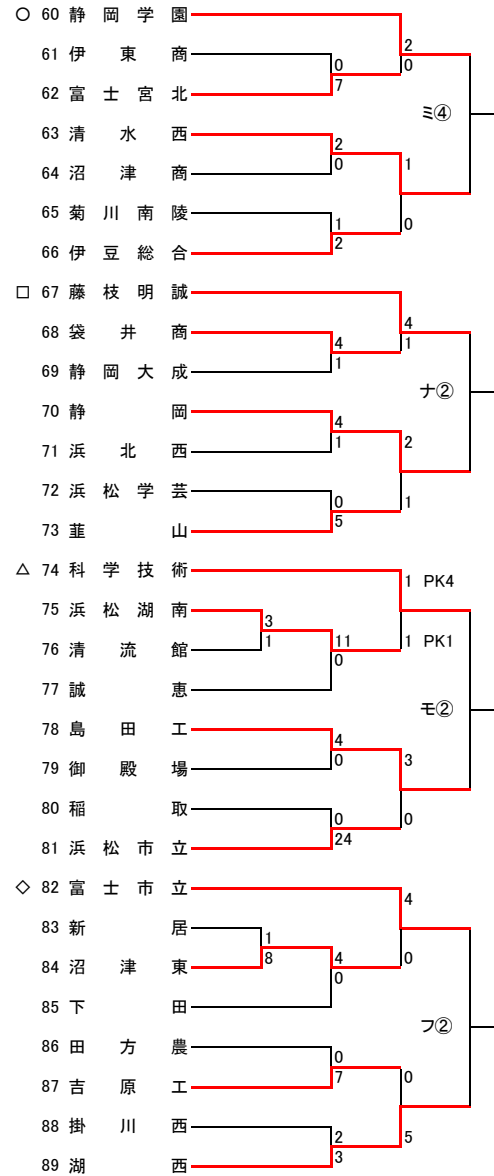 ○ 60 静岡学園
2
61 伊東商
0
0
62 富士宮北
7
ミ④
63 清水西
2
64 沼津商
0
1
65 菊川南陵
1
0
66 伊豆総合
2
□ 67 藤枝明誠
4
68 袋井商
4
1
69 静岡大成
1
ナ②
70 静岡
4
71 浜北西
1
2
72 浜松学芸
0
1
73 韮山
5
△ 74 科学技術
1 PK4
75 浜松湖南
3
76 清流館
1
11
1 PK1
77 誠恵
0
モ②
78 島田工
4
79 御殿場
0
3
80 稲取
0
0
81 浜松市立
24
◇ 82 富士市立
4
83 新居
1
84 沼津東
8
4
0
85 下田
0
フ②
86 田方農
0
87 吉原工
7
0
88 掛川西
2
5
89 湖西
3